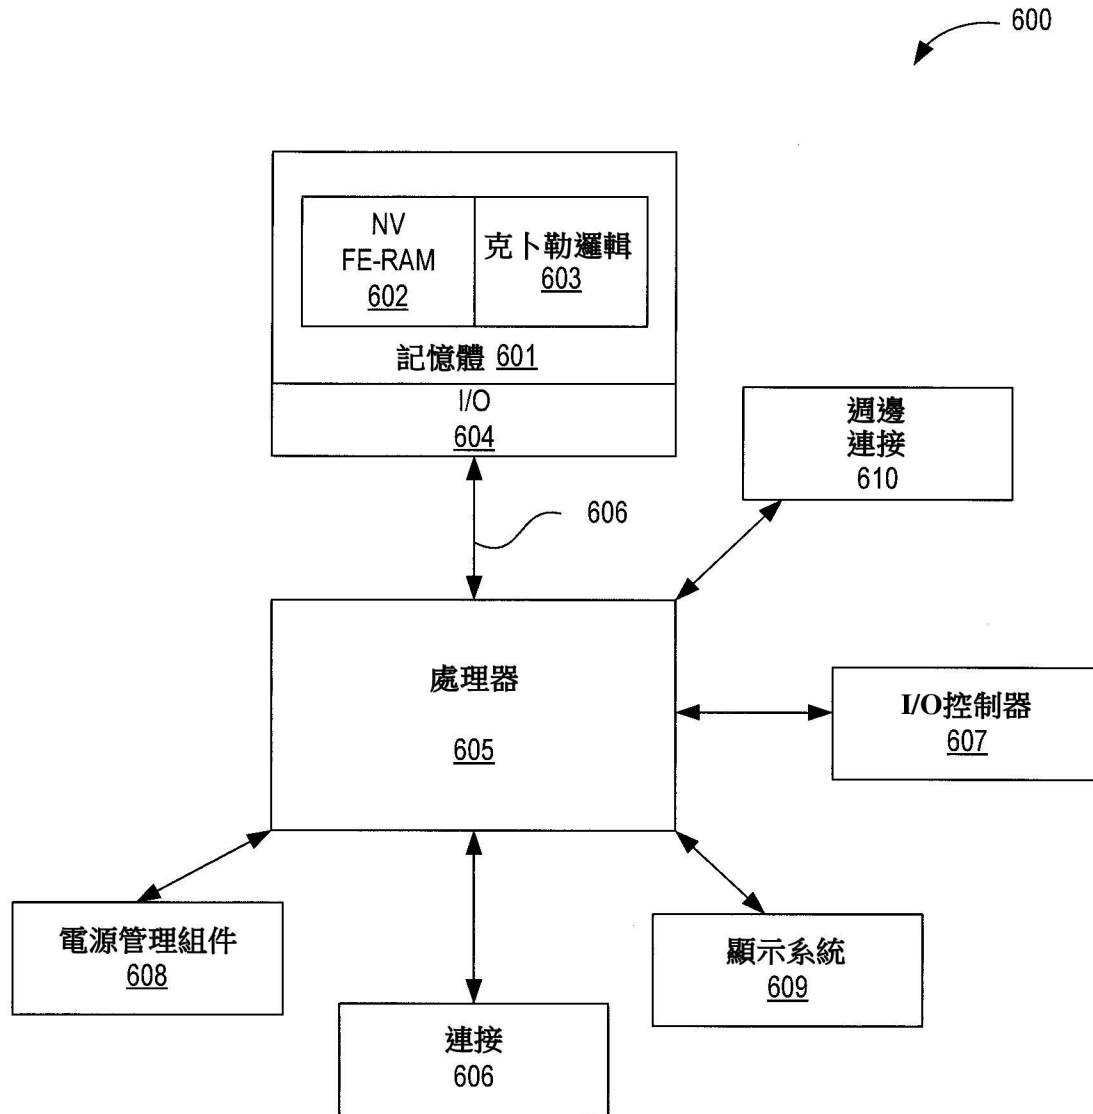 600
NV
FE-RAM
602
克卜勒邏輯
603
記憶體 601
I/O
604
週邊
連接
610
606
處理器
605
I/O控制器
607
電源管理組件
608
顯示系統
609
連接
606